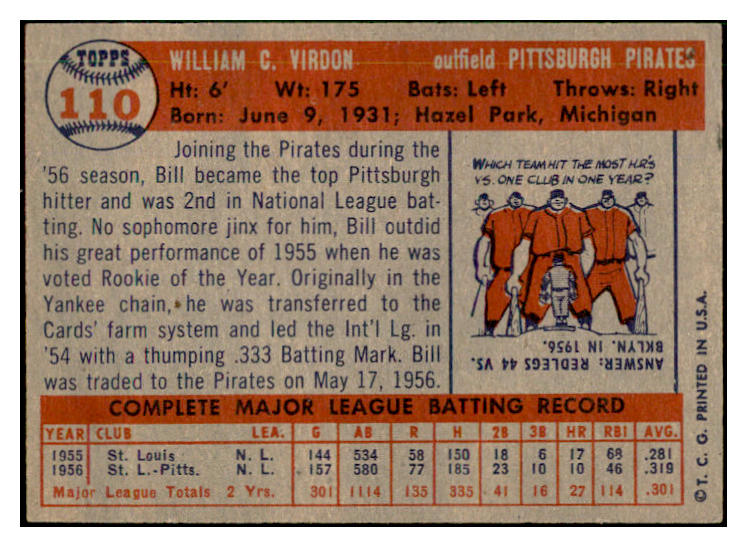 TOPPS
110
WILLIAM C. VIRDON outfield PITTSBURGH PIRATES
Ht: 6' Wt: 175 Bats: Left Throws: Right
Born: June 9, 1931; Hazel Park, Michigan
Joining the Pirates during the
'56 season, Bill became the top Pittsburgh
hitter and was 2nd in National League bat-
ting. No sophomore jinx for him, Bill outdid
his great performance of 1955 when he was
voted Rookie of the Year. Originally in the
Yankee chain, he was transferred to the
Cards' farm system and led the Int'l Lg. in
'54 with a thumping .333 Batting Mark. Bill
was traded to the Pirates on May 17, 1956.
WHICH TEAM HIT THE MOST H.R'S
VS. ONE CLUB IN ONE YEAR?
ANSWER: REDLEGS 44 VS.
BKLYN. IN 1956.
COMPLETE MAJOR LEAGUE BATTING RECORD
YEAR CLUB LEA. G AB R H 2B 3B HR RBI AVG.
1955 St. Louis N. L. 144 534 58 150 18 6 17 68 .281
1956 St. L.-Pitts. N. L. 157 580 77 185 23 10 10 46 .319
Major League Totals 2 Yrs. 301 1114 135 335 41 16 27 114 .301
© T. C. G. PRINTED IN U.S.A.